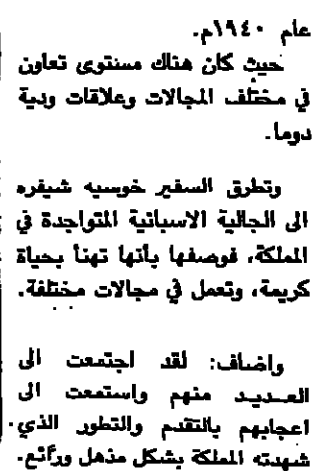 عام ١٩٤٠م.
حيث كان هناك مستوى تعاون
في مختلف المجالات وعلاقات ودية
دوما.
وتطرق السفير خوسيه شيفره
الى الجالية الاسبانية المتواجدة في
المملكة، فوصفها بأنها تهنأ بحياة
كريمة، وتعمل في مجالات مختلفة.
واضاف: لقد اجتمعت الى
العديد منهم واستمعت الى
اعجابهم بالتقدم والتطور الذي
شهدته المملكة بشكل مذهل ورائع.